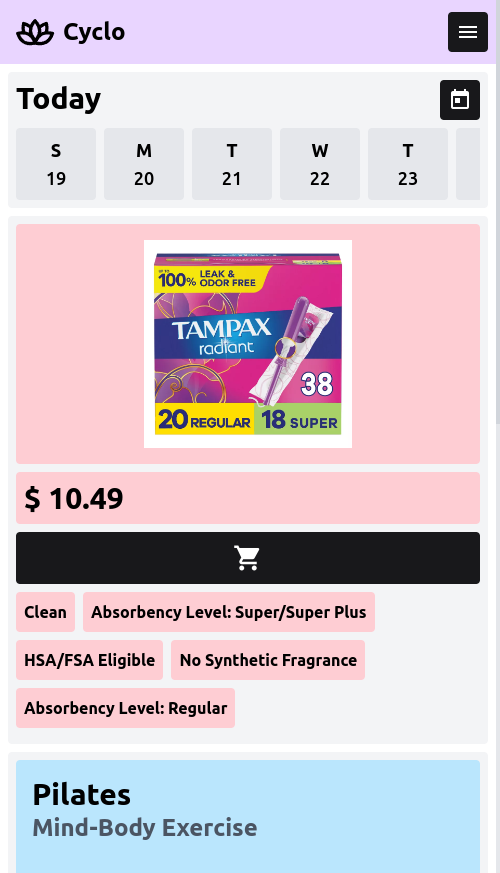 Cyclo
Today
S M T W T
19 20 21 22 23
UP TO 100% LEAK & ODOR FREE
TAMPAX
radiant
38
20 REGULAR 18 SUPER
$ 10.49
Clean Absorbency Level: Super/Super Plus
HSA/FSA Eligible No Synthetic Fragrance
Absorbency Level: Regular
Pilates
Mind-Body Exercise